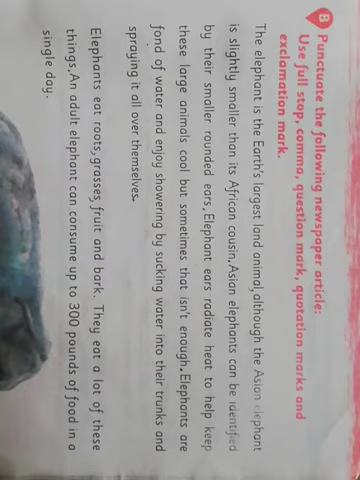 B Punctuate the following newspaper article:
Use full stop, comma, question mark, quotation marks and
exclamation mark.
The elephant is the Earth's largest land animal,although the Asian elephant
is slightly smaller than its African cousin.Asian elephants can be identified
by their smaller rounded ears,Elephant ears radiate heat to help keep
these large animals cool but sometimes that isn't enough.Elephants are
fond of water and enjoy showering by sucking water into their trunks and
spraying it all over themselves.
Elephants eat roots,grasses,fruit and bark. They eat a lot of these
things.An adult elephant can consume up to 300 pounds of food in a
single day.